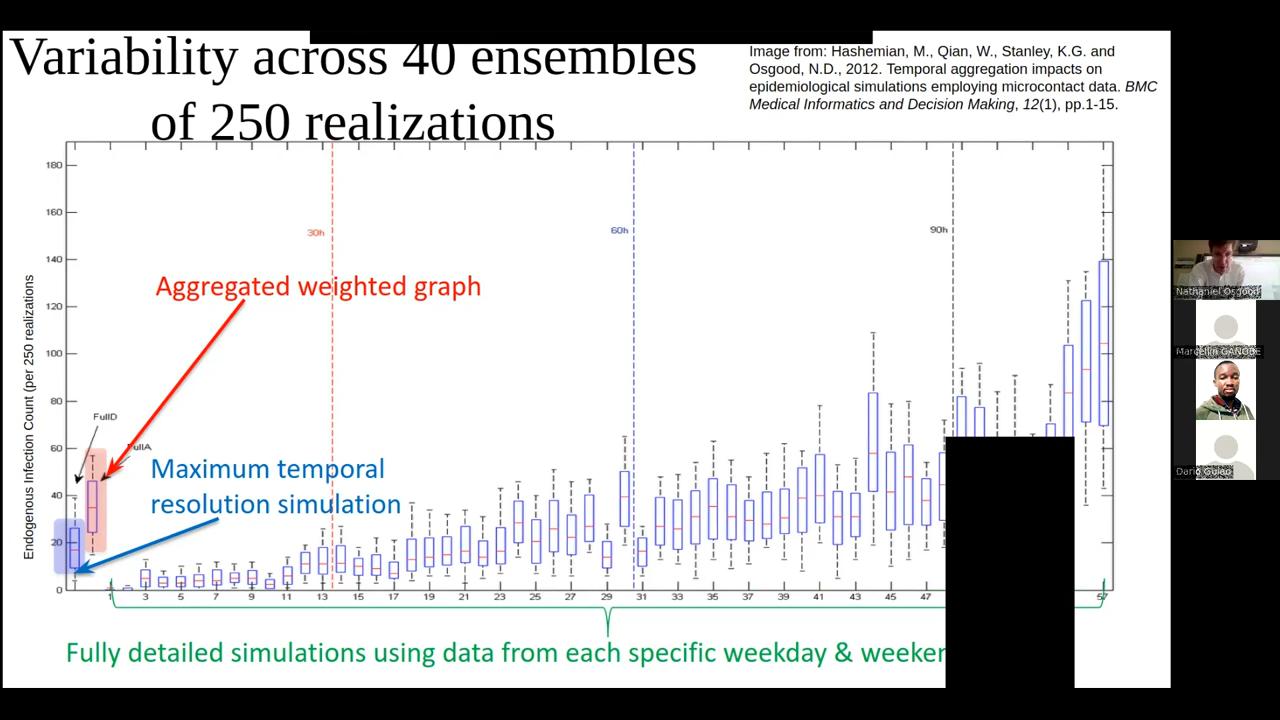 Variability across 40 ensembles
of 250 realizations
Image from: Hashemian, M., Qian, W., Stanley, K.G. and
Osgood, N.D., 2012. Temporal aggregation impacts on
epidemiological simulations employing microcontact data. BMC
Medical Informatics and Decision Making, 12(1), pp.1-15.
Endogenous Infection Count (per 250 realizations
180
160
140
120
100
80
60
40
20
0
30h
60h
90h
Aggregated weighted graph
FullD
FullA
Maximum temporal
resolution simulation
1 3 5 7 9 11 13 15 17 19 21 23 25 27 29 31 33 35 37 39 41 43 45 47 57
Fully detailed simulations using data from each specific weekday &
Nathaniel Osgood
Dario